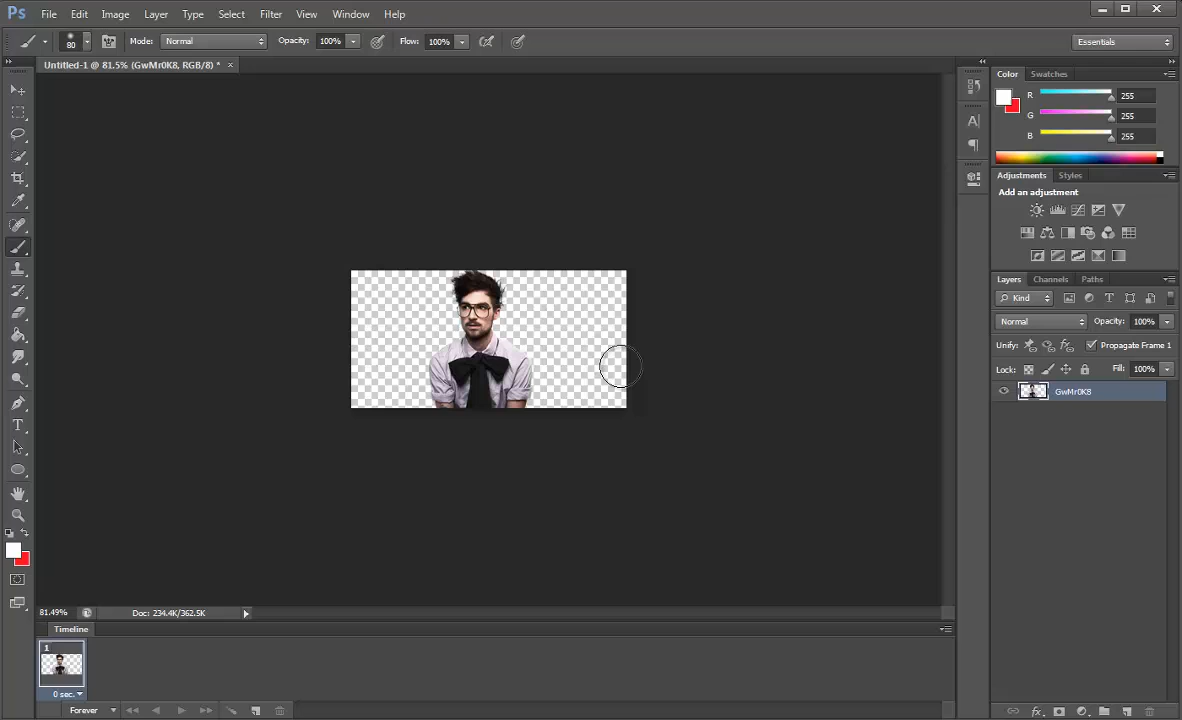 Ps File Edit Image Layer Type Select Filter View Window Help
80 Mode: Normal Opacity: 100% Flow: 100% Essentials
Untitled-1 @ 81.5% (GwMr0K8, RGB/8) * ×
Color Swatches
R 255
G 255
B 255
Adjustments Styles
Add an adjustment
Layers Channels Paths
Kind
Normal Opacity: 100%
Unify: Propagate Frame 1
Lock: Fill: 100%
GwMr0K8
81.49% Doc: 234.4K/362.5K
Timeline
1
0 sec.
Forever